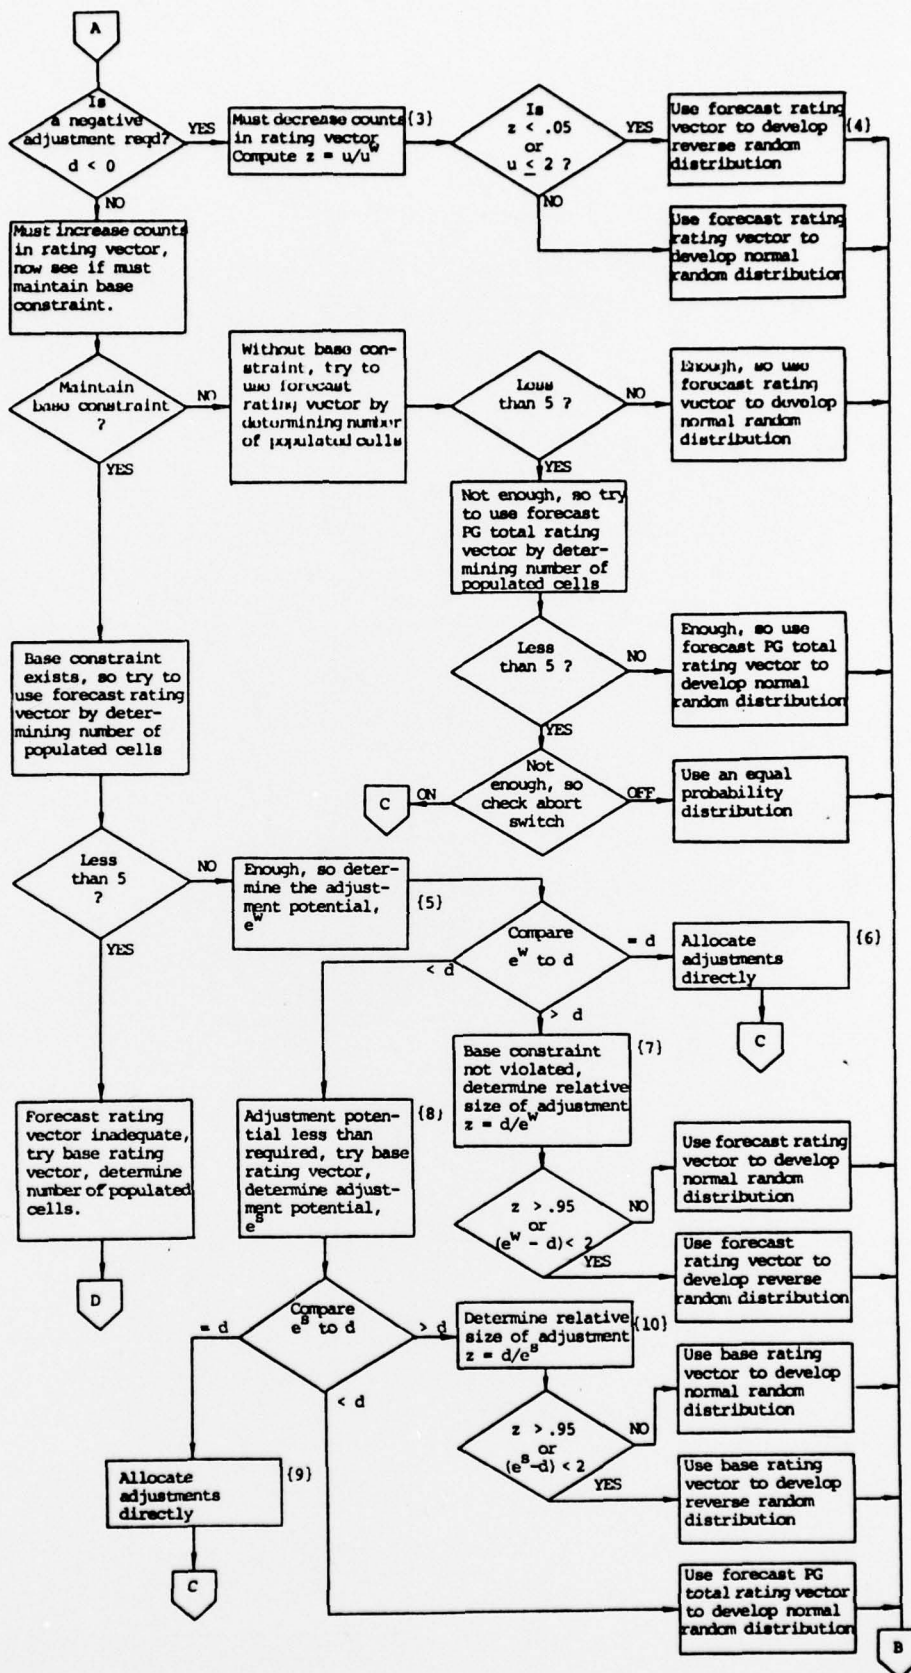 A
Is
a negative
adjustment reqd?
d < 0
YES
NO
Must decrease counts
in rating vector
Compute z = u/u^w
{3}
Is
z < .05
or
u ≤ 2 ?
YES
NO
Use forecast rating
vector to develop
reverse random
distribution
{4}
Use forecast rating
rating vector to
develop normal
random distribution
Must increase counts
in rating vector,
now see if must
maintain base
constraint.
Maintain
base constraint
?
NO
YES
Without base con-
straint, try to
use forecast
rating vector by
determining number
of populated cells
Less
than 5 ?
NO
YES
Enough, so use
forecast rating
vector to develop
normal random
distribution
Not enough, so try
to use forecast
PG total rating
vector by deter-
mining number of
populated cells
Less
than 5 ?
NO
YES
Enough, so use
forecast PG total
rating vector to
develop normal
random distribution
Base constraint
exists, so try to
use forecast rating
vector by deter-
mining number of
populated cells
Not
enough, so
check abort
switch
ON
C
OFF
Use an equal
probability
distribution
Less
than 5
?
NO
YES
Enough, so deter-
mine the adjust-
ment potential,
e^w
{5}
Compare
e^w to d
= d
< d
> d
Allocate
adjustments
directly
{6}
C
Base constraint
not violated,
determine relative
size of adjustment
z = d/e^w
{7}
Forecast rating
vector inadequate,
try base rating
vector, determine
number of populated
cells.
D
Adjustment poten-
tial less than
required, try base
rating vector,
determine adjust-
ment potential,
e^s
{8}
z > .95
or
(e^w - d) < 2
NO
YES
Use forecast rating
vector to develop
normal random
distribution
Use forecast
rating vector to
develop reverse
random distribution
Compare
e^s to d
= d
> d
< d
Determine relative
size of adjustment
z = d/e^s
{10}
z > .95
or
(e^s-d) < 2
NO
YES
Use base rating
vector to develop
normal random
distribution
Use base rating
vector to develop
reverse random
distribution
Allocate
adjustments
directly
{9}
C
Use forecast PG
total rating vector
to develop normal
random distribution
B